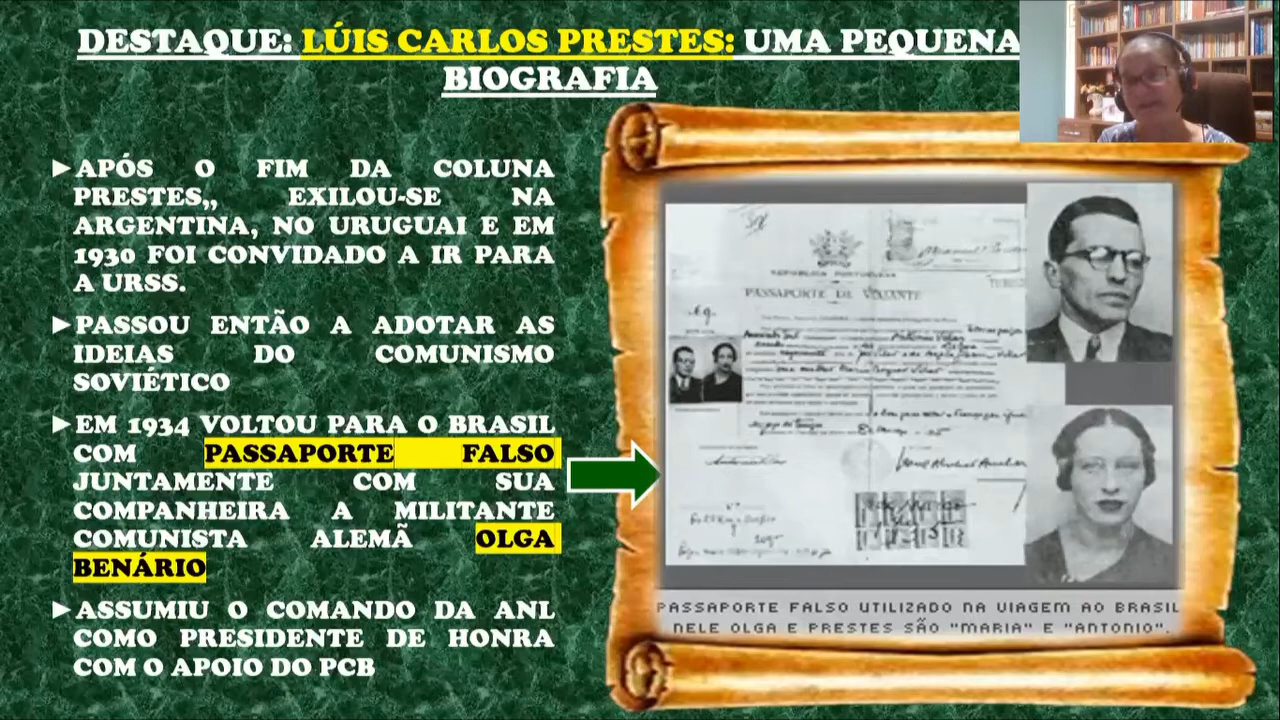 DESTAQUE: LÚIS CARLOS PRESTES: UMA PEQUENA
BIOGRAFIA
►APÓS O FIM DA COLUNA
PRESTES,, EXILOU-SE NA
ARGENTINA, NO URUGUAI E EM
1930 FOI CONVIDADO A IR PARA
A URSS.
►PASSOU ENTÃO A ADOTAR AS
IDEIAS DO COMUNISMO
SOVIÉTICO
►EM 1934 VOLTOU PARA O BRASIL
COM PASSAPORTE FALSO
JUNTAMENTE COM SUA
COMPANHEIRA A MILITANTE
COMUNISTA ALEMÃ OLGA
BENÁRIO
►ASSUMIU O COMANDO DA ANL
COMO PRESIDENTE DE HONRA
COM O APOIO DO PCB
REPUBLICA PORTUGUESA
PASSAPORTE DE VIAJANTE
PASSAPORTE FALSO UTILIZADO NA VIAGEM AO BRASIL
NELE OLGA E PRESTES SÃO "MARIA" E "ANTONIO".